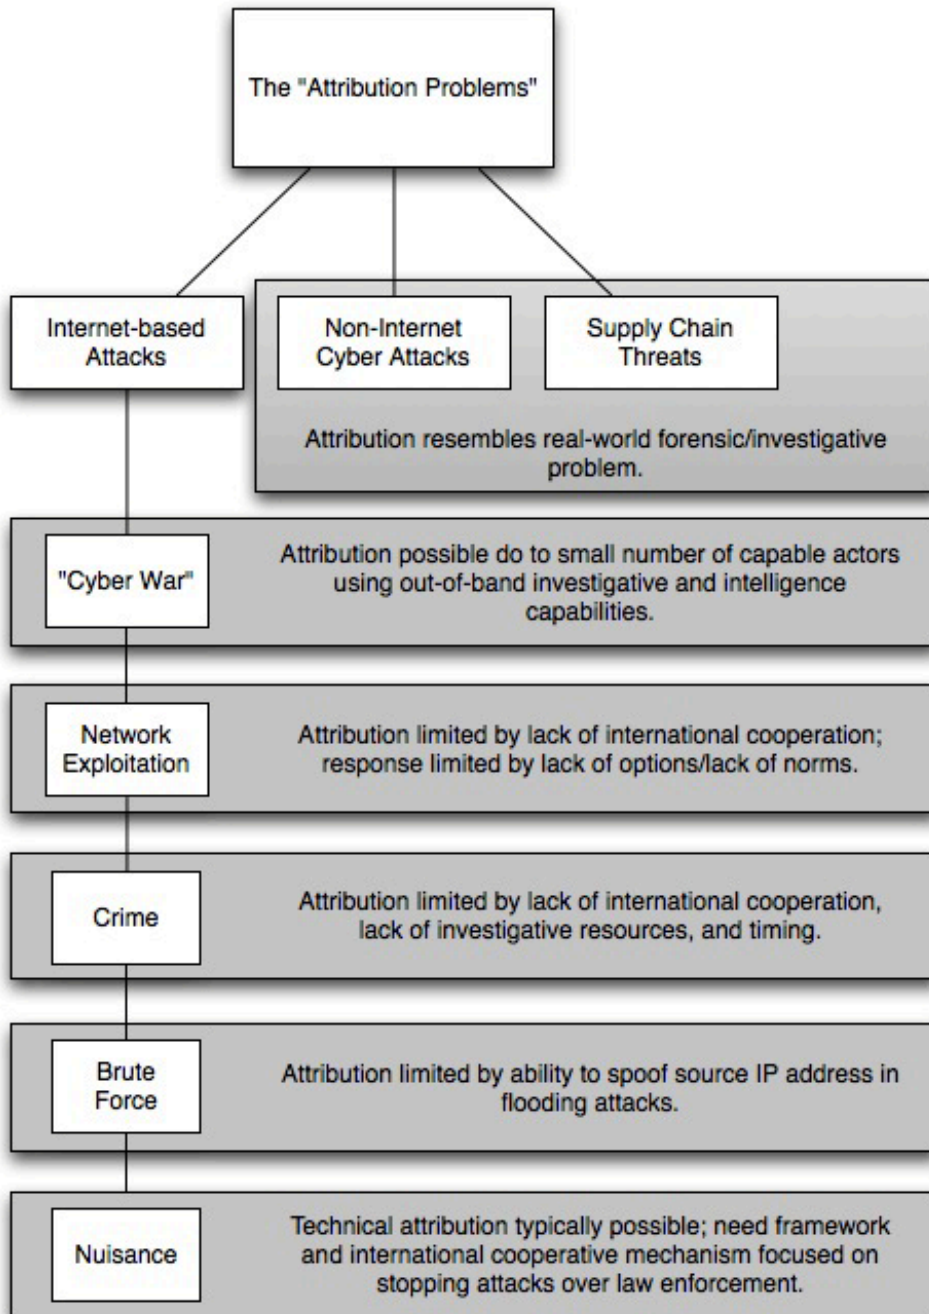 The "Attribution Problems"
Internet-based
Attacks
Non-Internet
Cyber Attacks
Supply Chain
Threats
Attribution resembles real-world forensic/investigative
problem.
"Cyber War"
Attribution possible do to small number of capable actors
using out-of-band investigative and intelligence
capabilities.
Network
Exploitation
Attribution limited by lack of international cooperation;
response limited by lack of options/lack of norms.
Crime
Attribution limited by lack of international cooperation,
lack of investigative resources, and timing.
Brute
Force
Attribution limited by ability to spoof source IP address in
flooding attacks.
Nuisance
Technical attribution typically possible; need framework
and international cooperative mechanism focused on
stopping attacks over law enforcement.